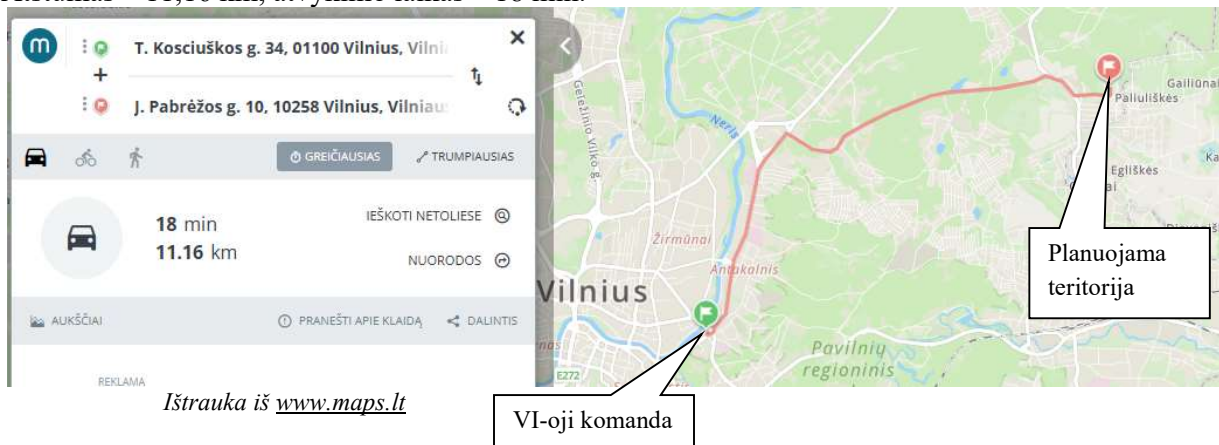 m
T. Kosciuškos g. 34, 01100 Vilnius, Vilni
J. Pabrėžos g. 10, 10258 Vilnius, Vilniaus
GREIČIAUSIAS
TRUMPIAUSIAS
18 min
11.16 km
IEŠKOTI NETOLIESE
NUORODOS
AUKŠČIAI
PRANEŠTI APIE KLAIDĄ
DALINTIS
REKLAMA
Geležinio Vilko g.
Neris
Žirmūnai
Antakalnis
Vilnius
E272
Pavilnių
regioninis
Gailiūnai
Paliuliškės
Egliškės
Planuojama
teritorija
VI-oji komanda
Ištrauka iš www.maps.lt